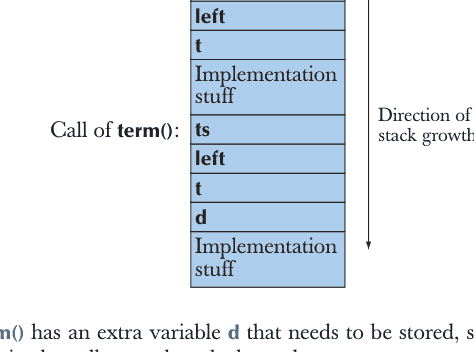 left
t
Implementation
stuff
Call of term(): ts
left
t
d
Implementation
stuff
Direction of
stack growth
() has an extra variable d that needs to be stored,